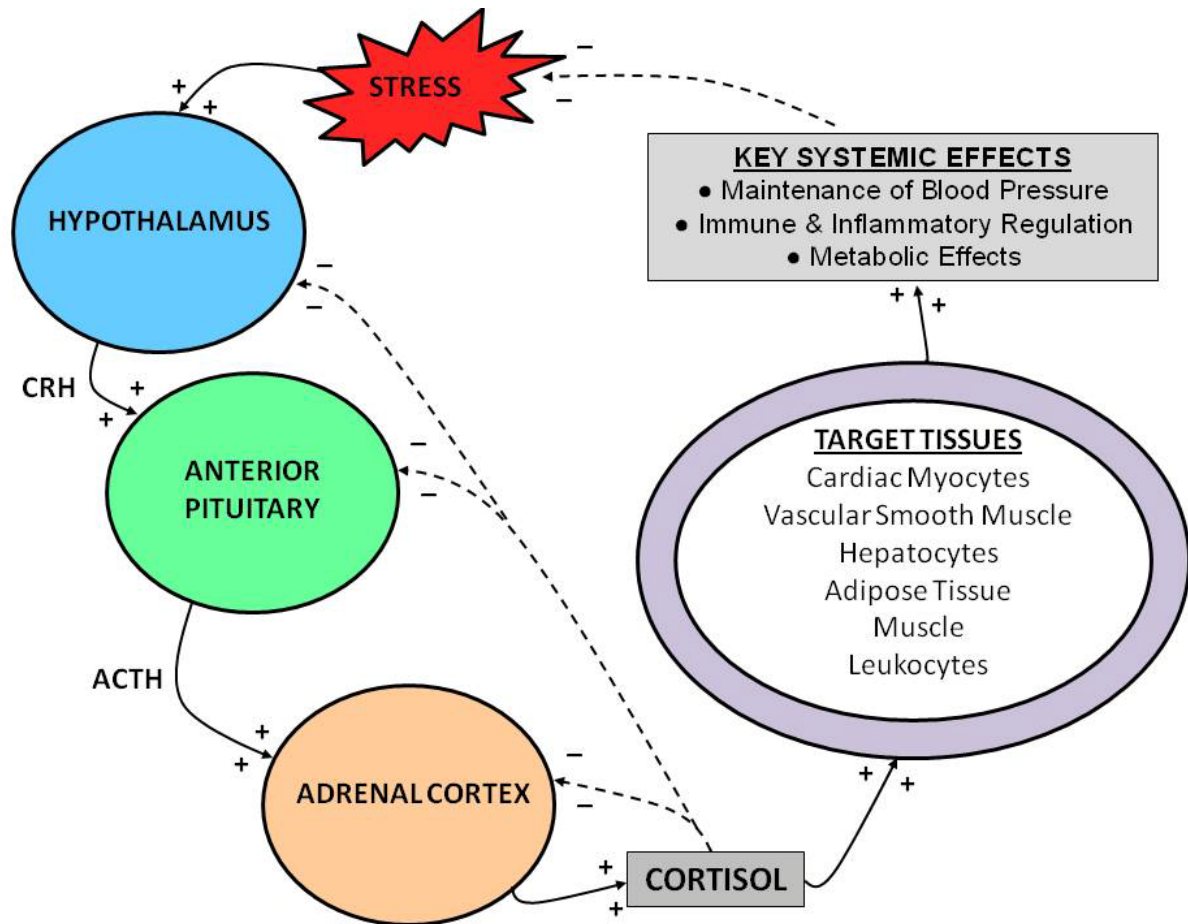 STRESS
HYPOTHALAMUS
CRH
ANTERIOR
PITUITARY
ACTH
ADRENAL CORTEX
CORTISOL
TARGET TISSUES
Cardiac Myocytes
Vascular Smooth Muscle
Hepatocytes
Adipose Tissue
Muscle
Leukocytes
KEY SYSTEMIC EFFECTS
● Maintenance of Blood Pressure
● Immune & Inflammatory Regulation
● Metabolic Effects
+ +
+ +
+ +
+ +
+ +
+ +
− −
− −
− −
− −